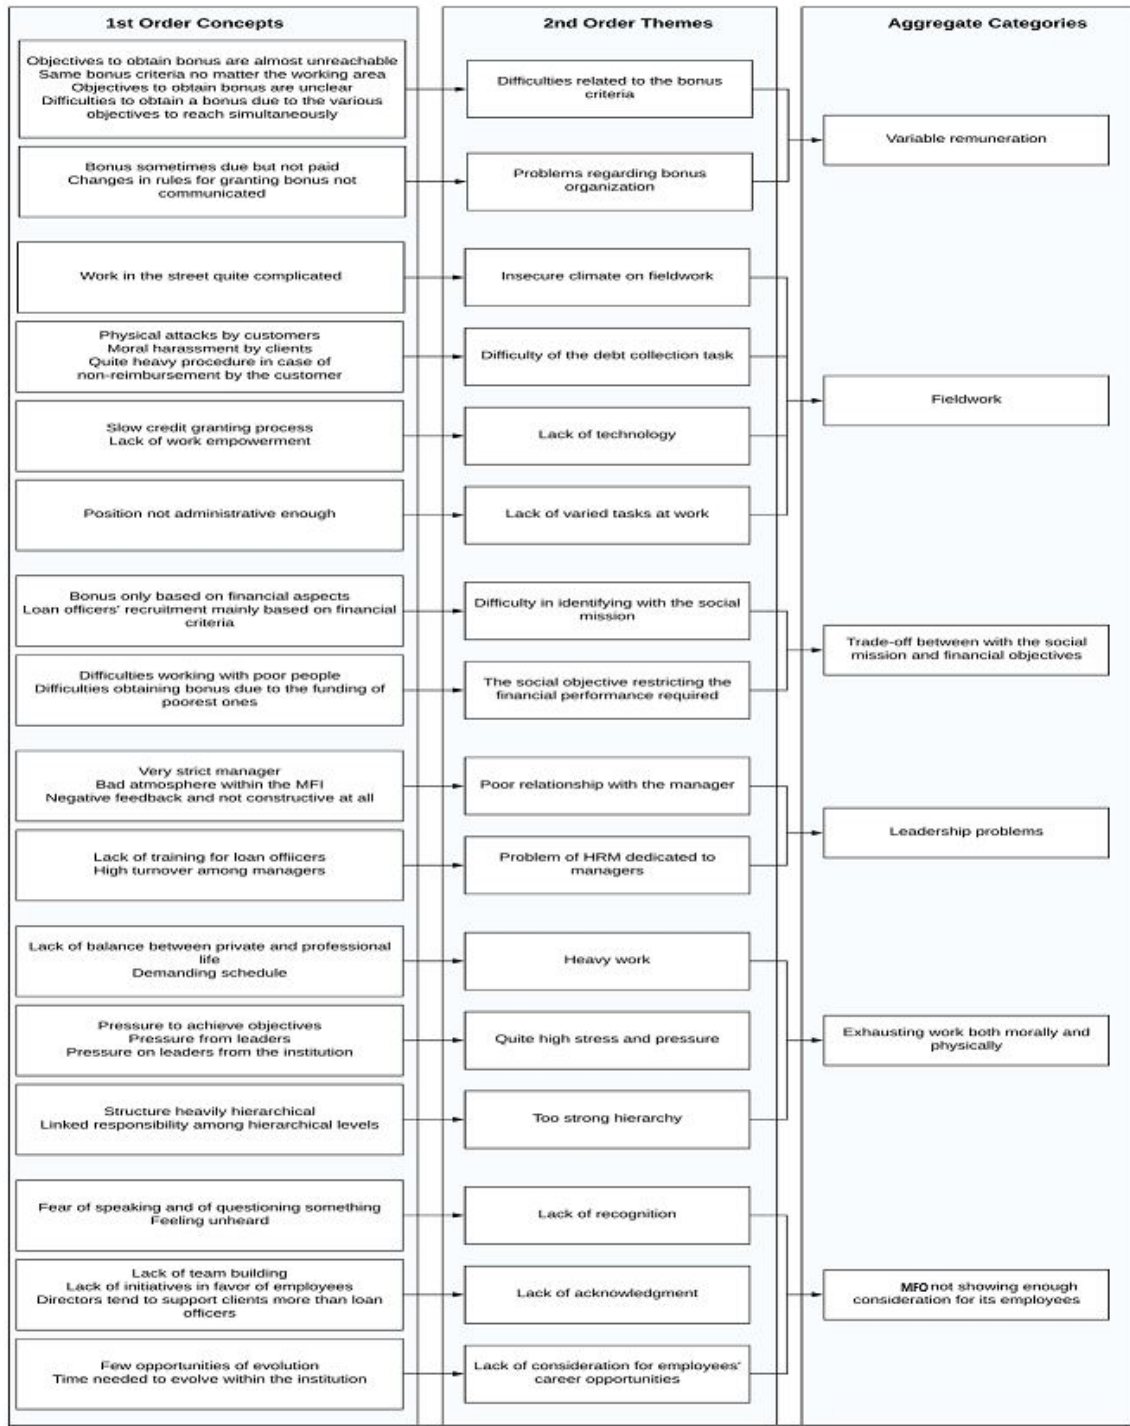 1st Order Concepts
Objectives to obtain bonus are almost unreachable
Same bonus criteria no matter the working area
Objectives to obtain bonus are unclear
Difficulties to obtain a bonus due to the various
objectives to reach simultaneously
Bonus sometimes due but not paid
Changes in rules for granting bonus not
communicated
Work in the street quite complicated
Physical attacks by customers
Moral harassment by clients
Quite heavy procedure in case of
non-reimbursement by the customer
Slow credit granting process
Lack of work empowerment
Position not administrative enough
Bonus only based on financial aspects
Loan officers' recruitment mainly based on financial
criteria
Difficulties working with poor people
Difficulties obtaining bonus due to the funding of
poorest ones
Very strict manager
Bad atmosphere within the MFI
Negative feedback and not constructive at all
Lack of training for loan offiicers
High turnover among managers
Lack of balance between private and professional
life
Demanding schedule
Pressure to achieve objectives
Pressure from leaders
Pressure on leaders from the institution
Structure heavily hierarchical
Linked responsibility among hierarchical levels
Fear of speaking and of questioning something
Feeling unheard
Lack of team building
Lack of initiatives in favor of employees
Directors tend to support clients more than loan
officers
Few opportunities of evolution
Time needed to evolve within the institution
2nd Order Themes
Difficulties related to the bonus
criteria
Problems regarding bonus
organization
Insecure climate on fieldwork
Difficulty of the debt collection task
Lack of technology
Lack of varied tasks at work
Difficulty in identifying with the social
mission
The social objective restricting the
financial performance required
Poor relationship with the manager
Problem of HRM dedicated to
managers
Heavy work
Quite high stress and pressure
Too strong hierarchy
Lack of recognition
Lack of acknowledgment
Lack of consideration for employees'
career opportunities
Aggregate Categories
Variable remuneration
Fieldwork
Trade-off between with the social
mission and financial objectives
Leadership problems
Exhausting work both morally and
physically
MFO not showing enough
consideration for its employees